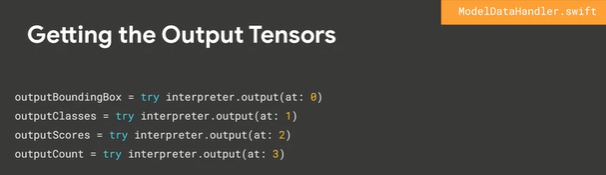 ModelDataHandler.swift
Getting the Output Tensors
outputBoundingBox = try interpreter.output(at: 0)
outputClasses = try interpreter.output(at: 1)
outputScores = try interpreter.output(at: 2)
outputCount = try interpreter.output(at: 3)